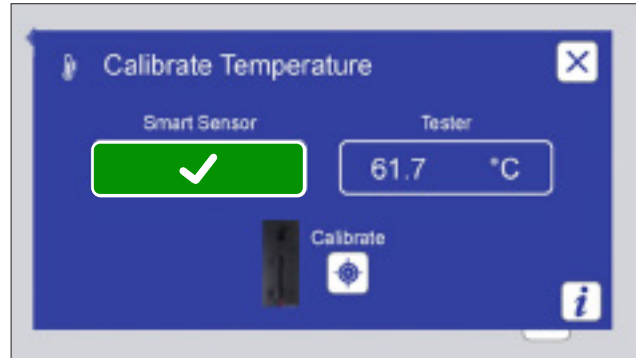 Calibrate Temperature
Smart Sensor
Tester
61.7 °C
Calibrate
i